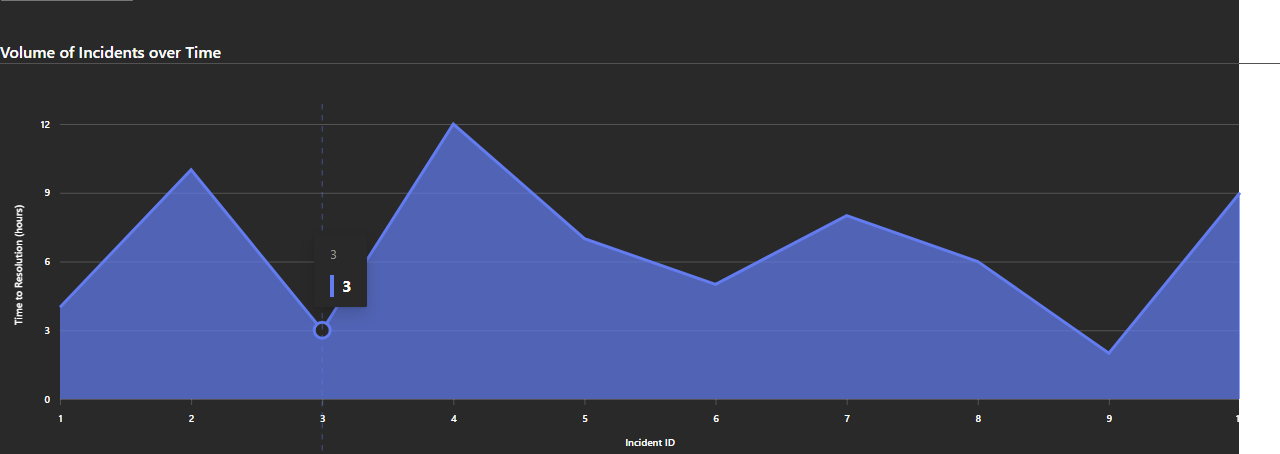 Volume of Incidents over Time
12
9
6
3
0
Time to Resolution (hours)
3
3
1 2 3 4 5 6 7 8 9 1
Incident ID